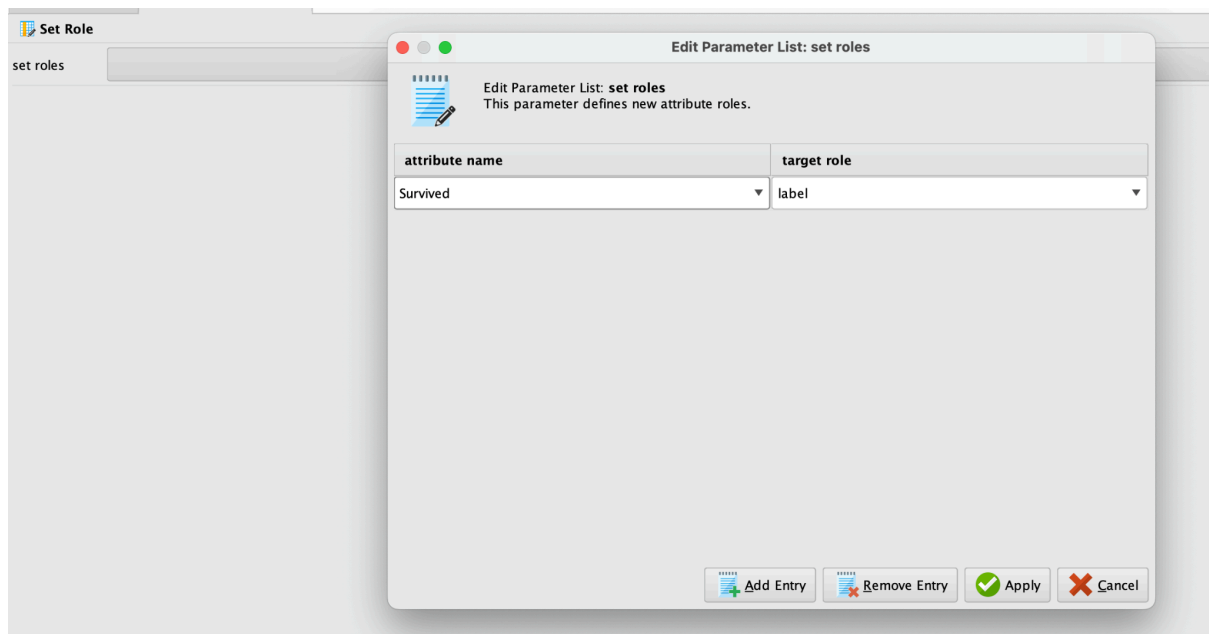 Set Role
set roles
Edit Parameter List: set roles
Edit Parameter List: set roles
This parameter defines new attribute roles.
attribute name target role
Survived label
Add Entry Remove Entry Apply Cancel